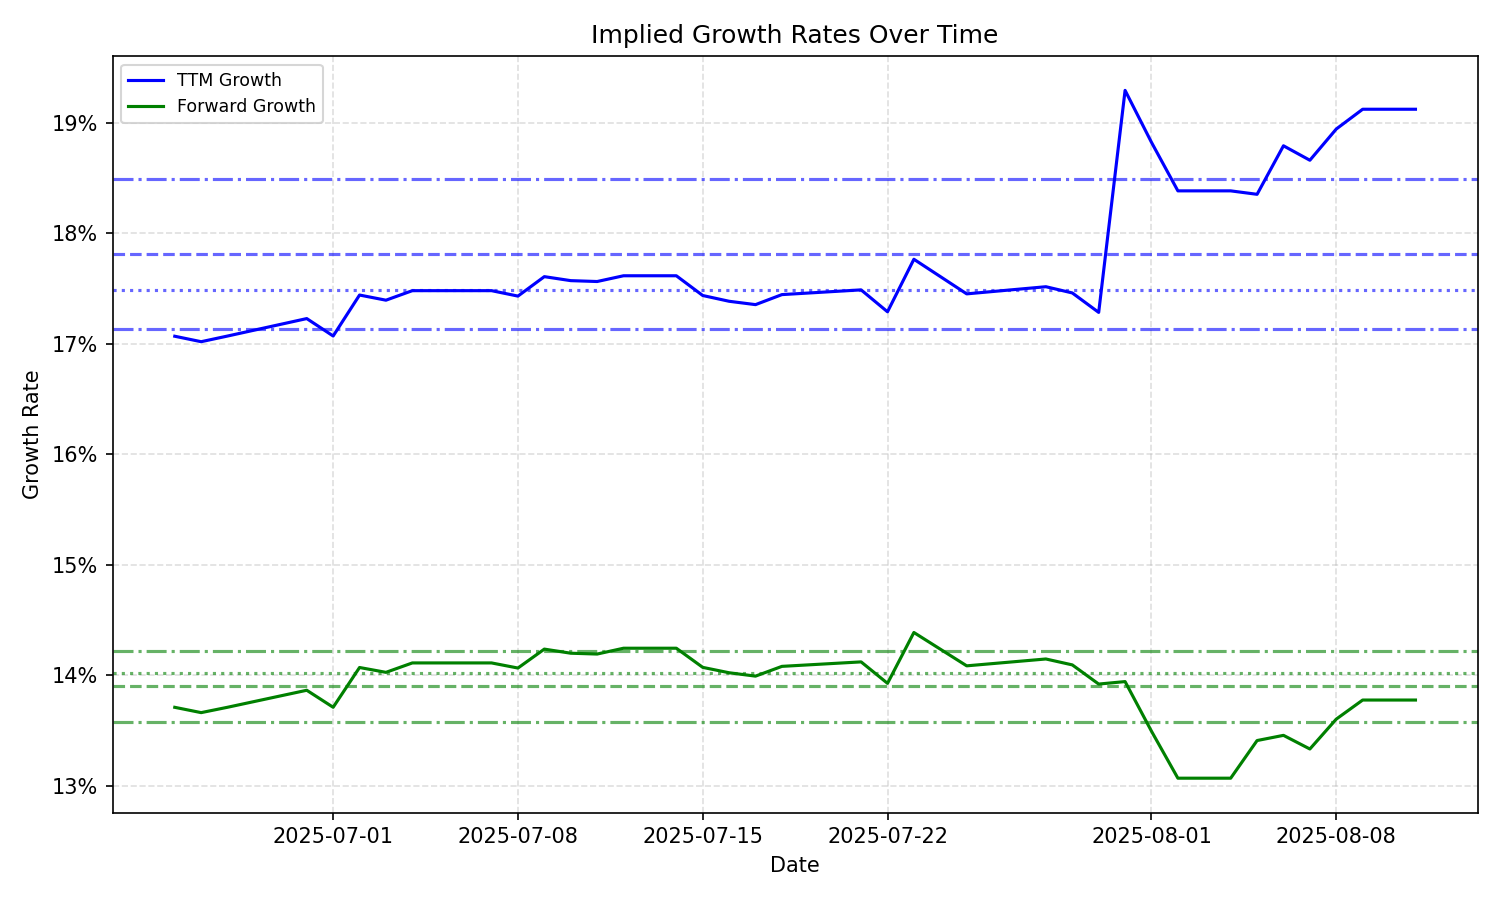 Implied Growth Rates Over Time
TTM Growth
Forward Growth
19%
18%
17%
16%
15%
14%
13%
Growth Rate
2025-07-01
2025-07-08
2025-07-15
2025-07-22
2025-08-01
2025-08-08
Date